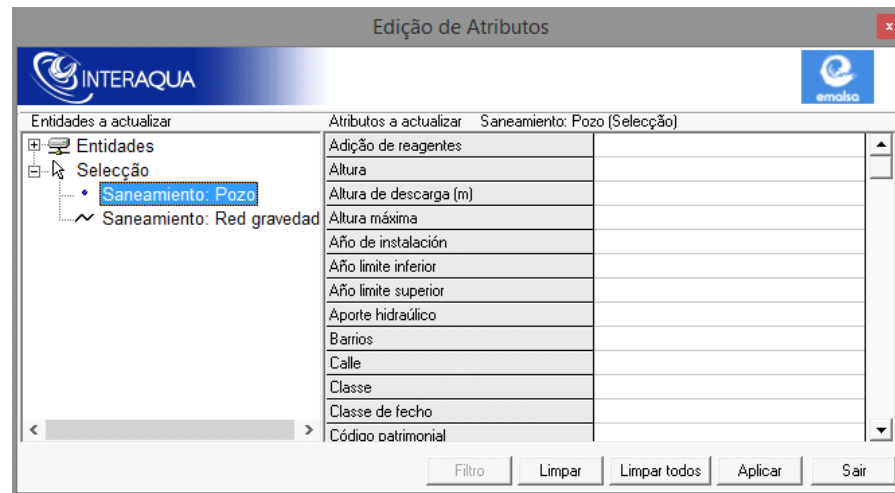 Edição de Atributos
x
INTERAQUA
emalsa
Entidades a actualizar
Atributos a actualizar Saneamiento: Pozo (Selecção)
Entidades
Selecção
Saneamiento: Pozo
Saneamiento: Red gravedad
Adição de reagentes
Altura
Altura de descarga (m)
Altura máxima
Año de instalación
Año limite inferior
Año limite superior
Aporte hidraúlico
Barrios
Calle
Classe
Classe de fecho
Código patrimonial
Filtro Limpar Limpar todos Aplicar Sair